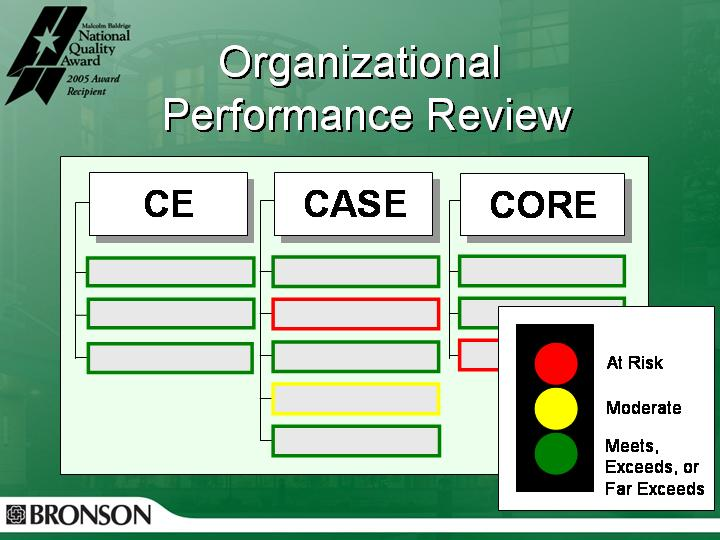 Malcolm Baldrige
National
Quality
Award
2005 Award
Recipient
Organizational
Performance Review
CE
CASE
CORE
At Risk
Moderate
Meets,
Exceeds, or
Far Exceeds
BRONSON